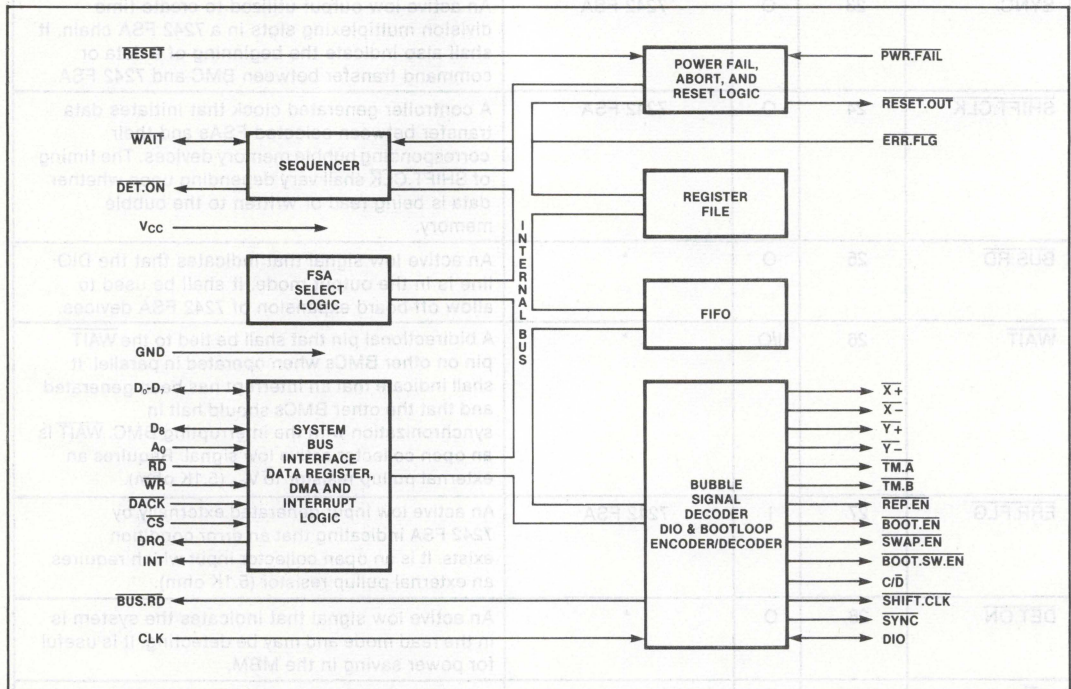 RESET
WAIT
DET.ON
VCC
GND
D0-D7
D8
A0
RD
WR
DACK
CS
DRQ
INT
BUS.RD
CLK
SEQUENCER
FSA
SELECT
LOGIC
SYSTEM
BUS
INTERFACE
DATA REGISTER,
DMA AND
INTERRUPT
LOGIC
INTERNAL BUS
POWER FAIL,
ABORT, AND
RESET LOGIC
REGISTER
FILE
FIFO
BUBBLE
SIGNAL
DECODER
DIO & BOOTLOOP
ENCODER/DECODER
PWR.FAIL
RESET.OUT
ERR.FLG
X+
X−
Y+
Y−
TM.A
TM.B
REP.EN
BOOT.EN
SWAP.EN
BOOT.SW.EN
C/D
SHIFT.CLK
SYNC
DIO